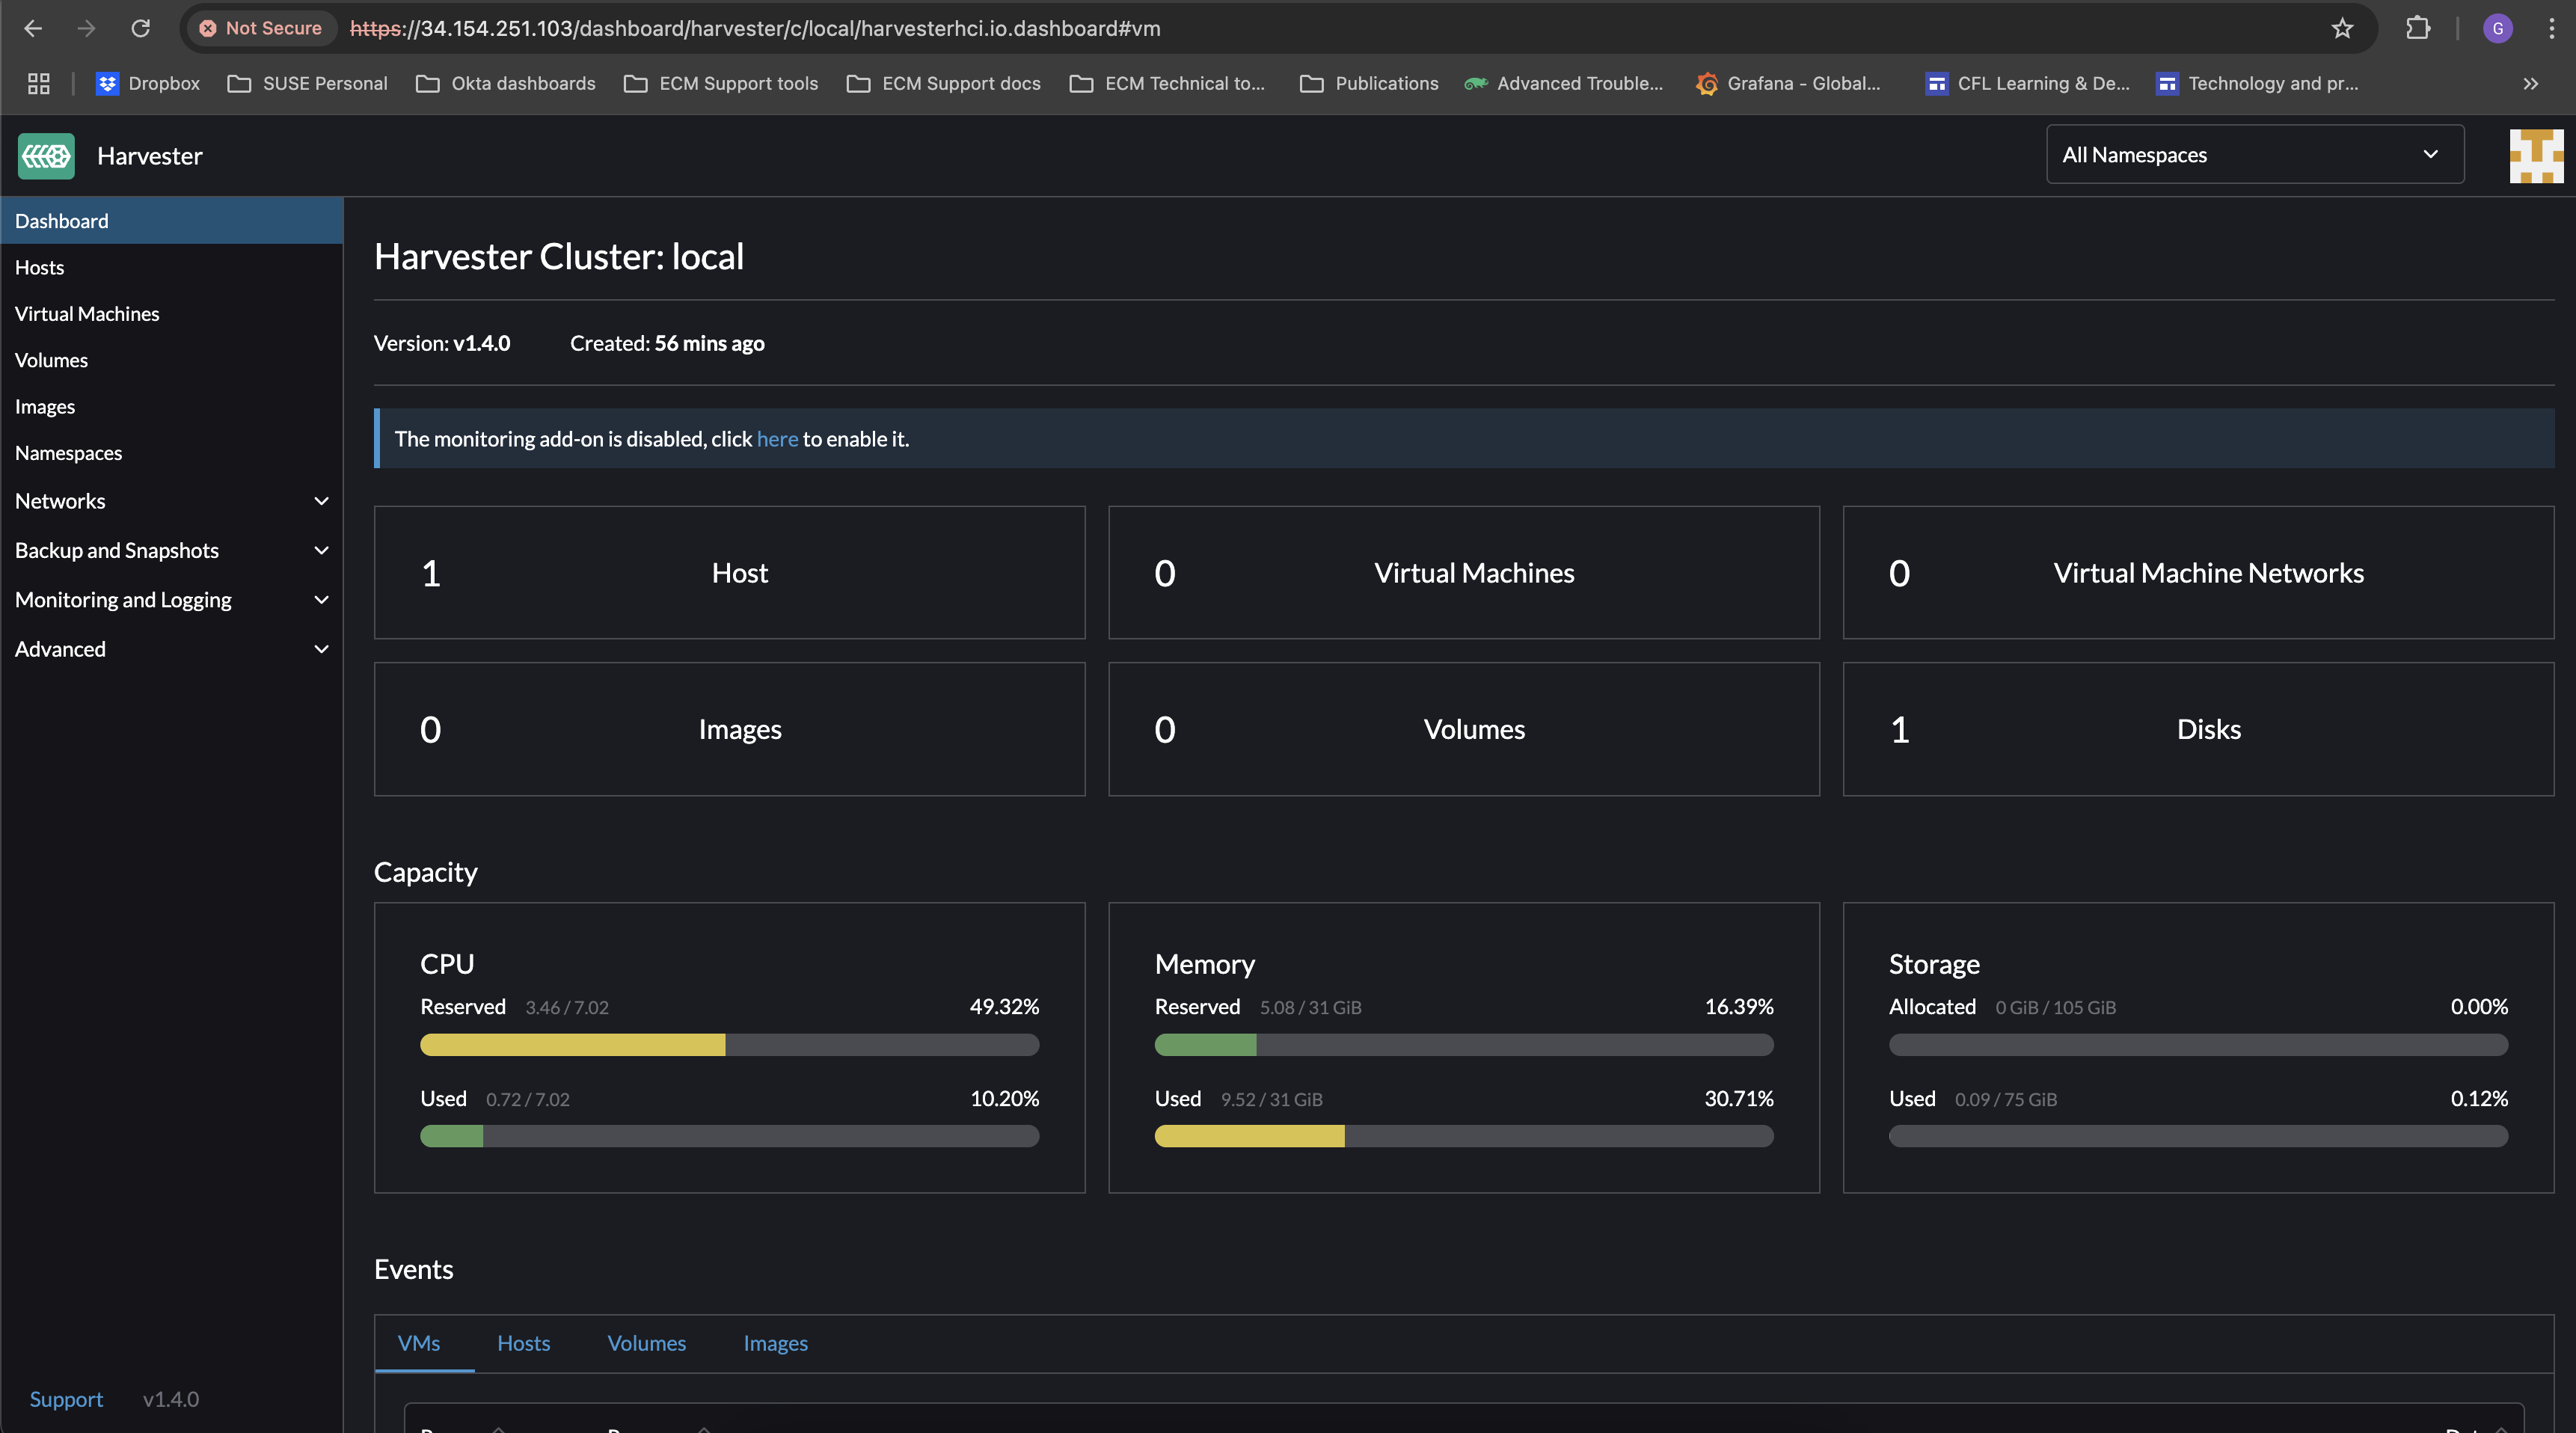 Not Secure https://34.154.251.103/dashboard/harvester/c/local/harvesterhci.io.dashboard#vm G
Dropbox SUSE Personal Okta dashboards ECM Support tools ECM Support docs ECM Technical to... Publications Advanced Trouble... Grafana - Global... CFL Learning & De... Technology and pr...
Harvester All Namespaces
Dashboard
Hosts
Virtual Machines
Volumes
Images
Namespaces
Networks
Backup and Snapshots
Monitoring and Logging
Advanced
Support v1.4.0
Harvester Cluster: local
Version: v1.4.0 Created: 56 mins ago
The monitoring add-on is disabled, click here to enable it.
1 Host
0 Virtual Machines
0 Virtual Machine Networks
0 Images
0 Volumes
1 Disks
Capacity
CPU
Reserved 3.46 / 7.02 49.32%
Used 0.72 / 7.02 10.20%
Memory
Reserved 5.08 / 31 GiB 16.39%
Used 9.52 / 31 GiB 30.71%
Storage
Allocated 0 GiB / 105 GiB 0.00%
Used 0.09 / 75 GiB 0.12%
Events
VMs Hosts Volumes Images